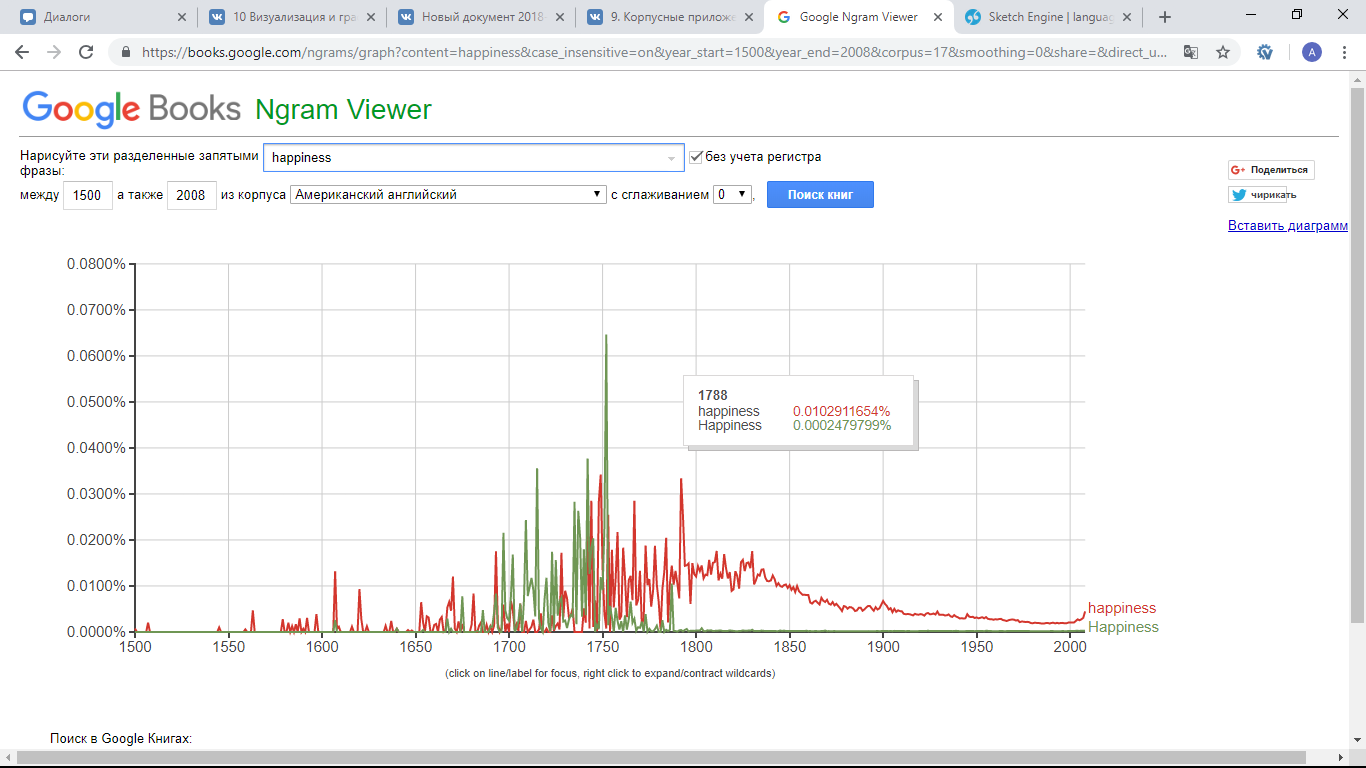 Диалоги
10 Визуализация и гра
Новый документ 2018-
9. Корпусные приложе
Google Ngram Viewer
Sketch Engine | languag
https://books.google.com/ngrams/graph?content=happiness&case_insensitive=on&year_start=1500&year_end=2008&corpus=17&smoothing=0&share=&direct_u...
A
Google Books Ngram Viewer
Нарисуйте эти разделенные запятыми фразы: happiness без учета регистра
между 1500 а также 2008 из корпуса Американский английский с сглаживанием 0 , Поиск книг
G+ Поделиться
чирикать
Вставить диаграмм
0.0800%
0.0700%
0.0600%
0.0500%
0.0400%
0.0300%
0.0200%
0.0100%
0.0000%
1788
happiness 0.0102911654%
Happiness 0.0002479799%
happiness
Happiness
1500 1550 1600 1650 1700 1750 1800 1850 1900 1950 2000
(click on line/label for focus, right click to expand/contract wildcards)
Поиск в Google Книгах: